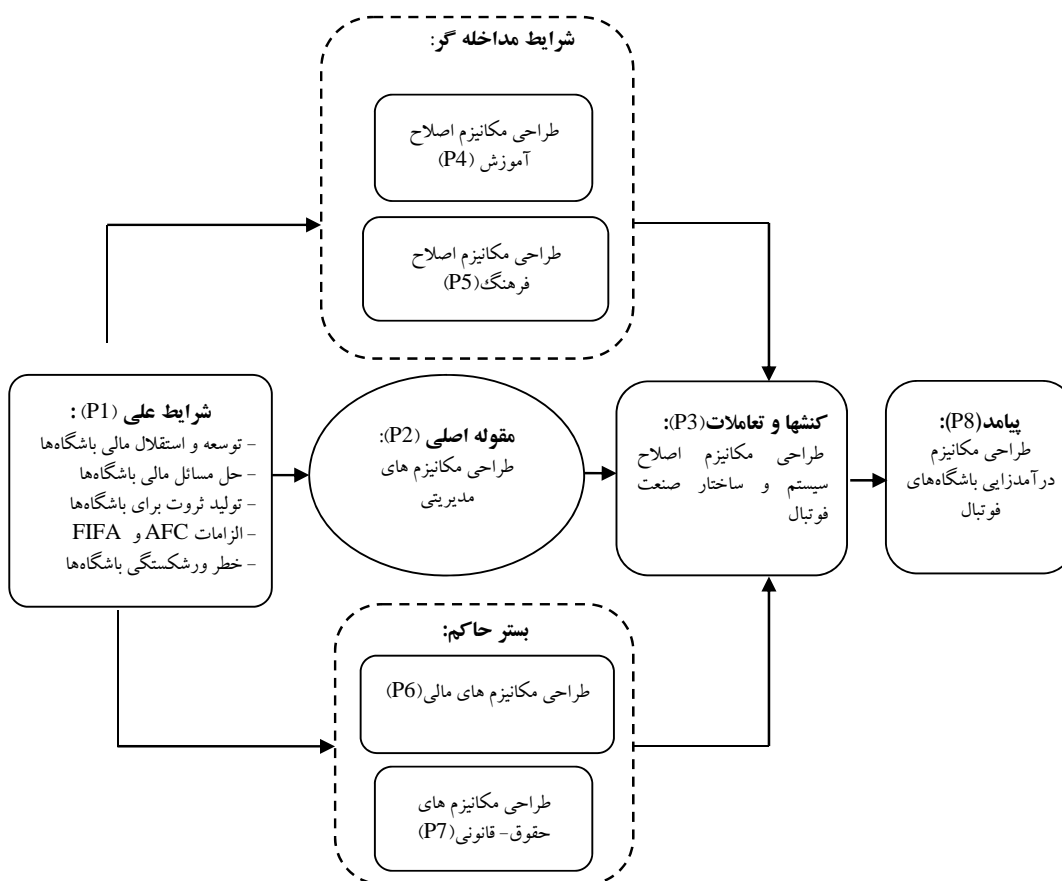 شرایط مداخله گر:
طراحی مکانیزم اصلاح
آموزش (P4)
طراحی مکانیزم اصلاح
فرهنگ(P5)
شرایط علی (P1) :
- توسعه و استقلال مالی باشگاه‌ها
- حل مسائل مالی باشگاه‌ها
- تولید ثروت برای باشگاه‌ها
- الزامات AFC و FIFA
- خطر ورشکستگی باشگاه‌ها
مقوله اصلی (P2):
طراحی مکانیزم های
مدیریتی
کنشها و تعاملات(P3):
طراحی مکانیزم اصلاح
سیستم و ساختار صنعت
فوتبال
پیامد(P8):
طراحی مکانیزم
درآمدزایی باشگاه‌های
فوتبال
بستر حاکم:
طراحی مکانیزم های مالی(P6)
طراحی مکانیزم های
حقوق- قانونی(P7)